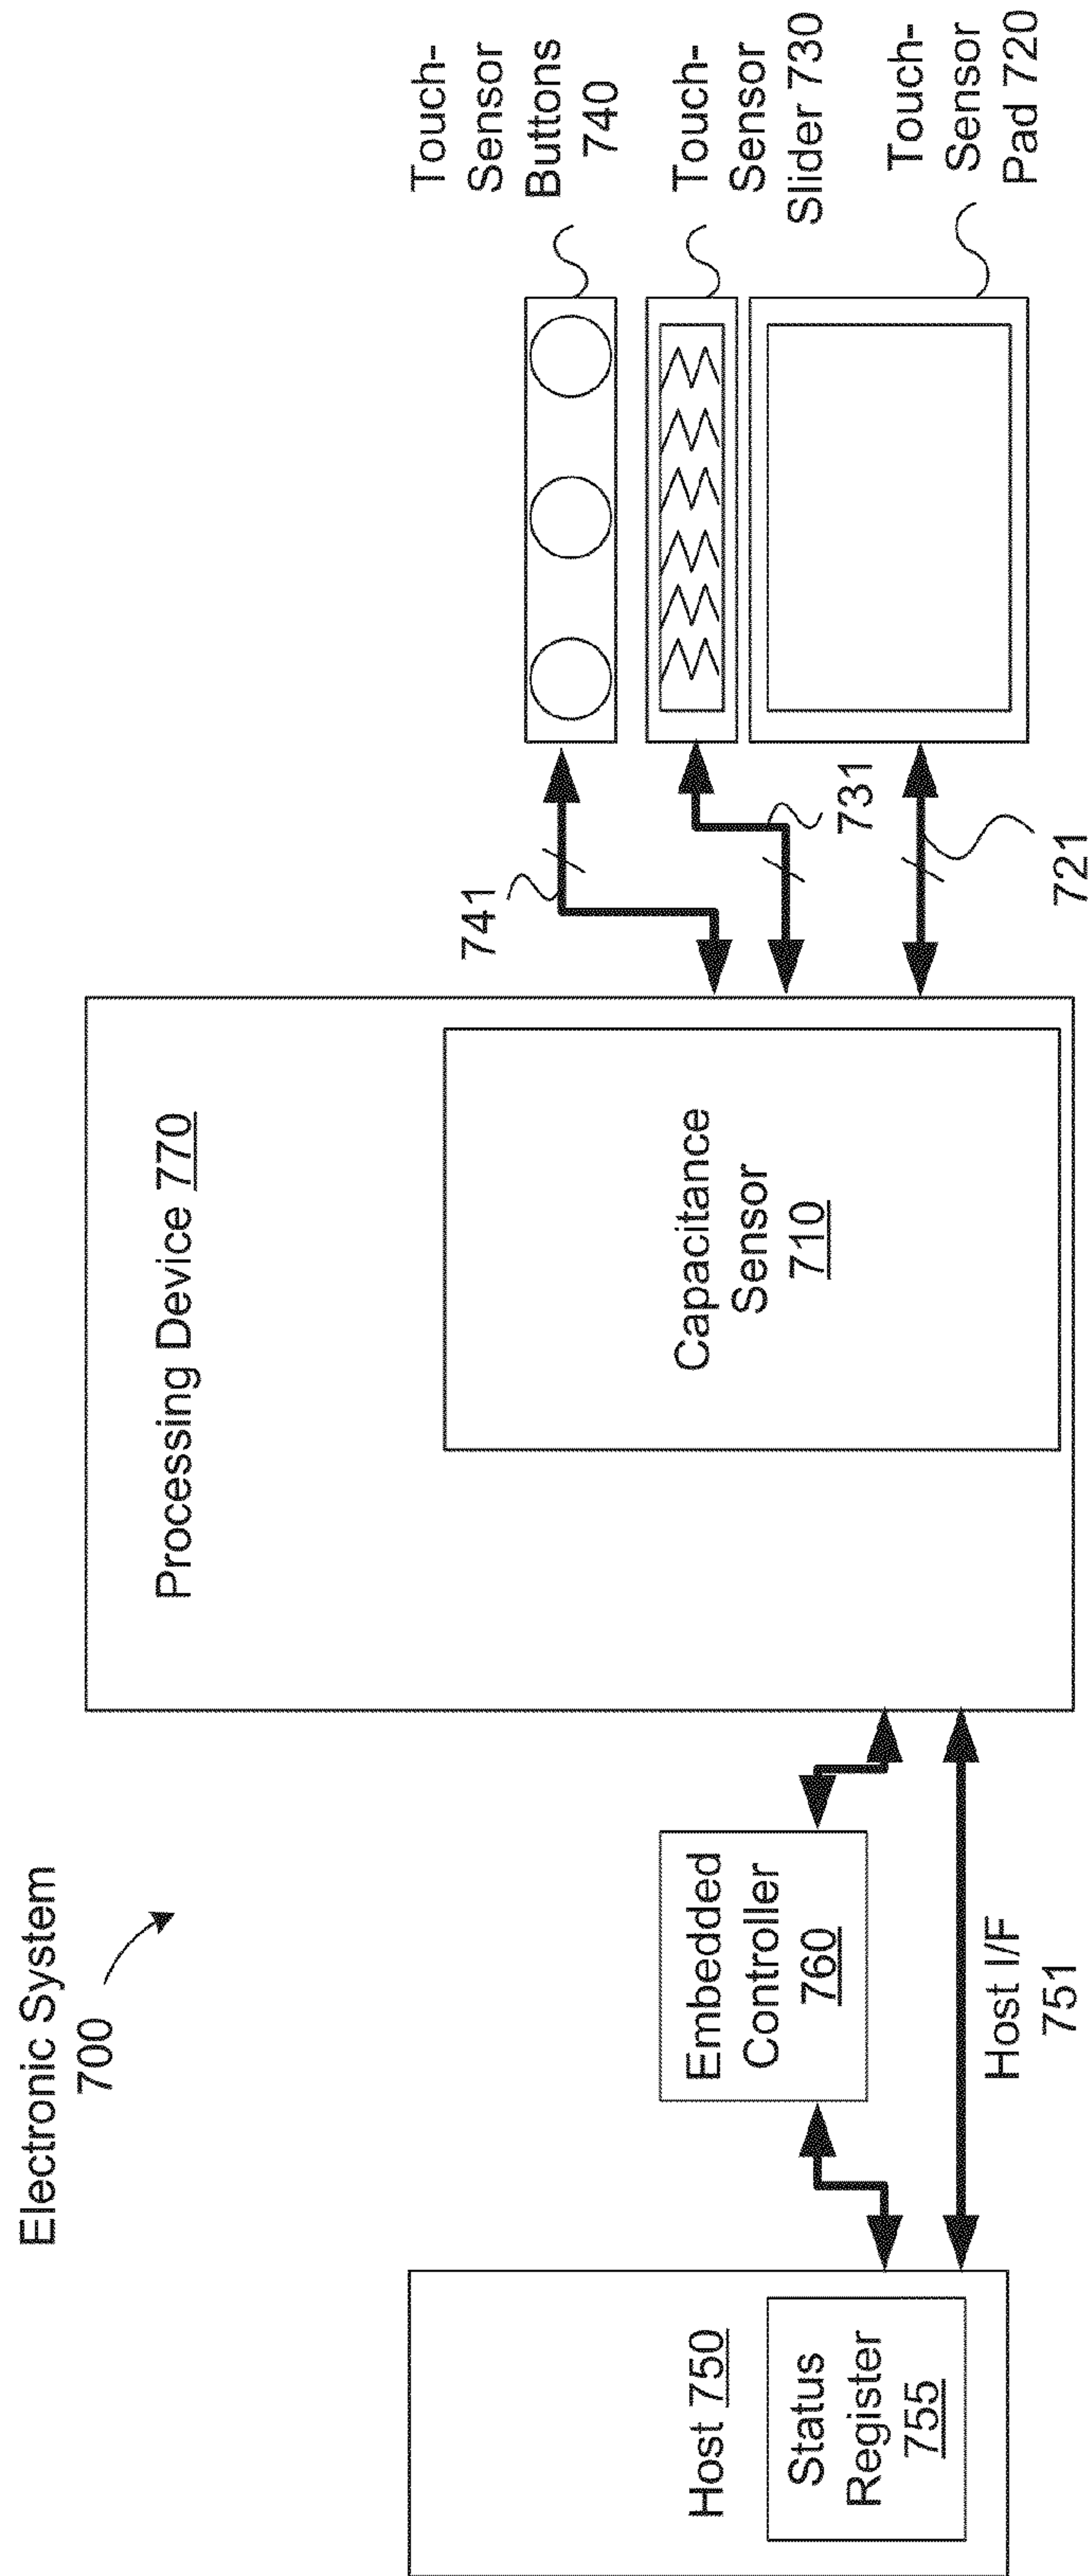 Electronic System
700
Host 750
Status
Register
755
Embedded
Controller
760
Host I/F
751
Processing Device 770
Capacitance
Sensor
710
741
731
721
Touch-
Sensor
Buttons
740
Touch-
Sensor
Slider 730
Touch-
Sensor
Pad 720